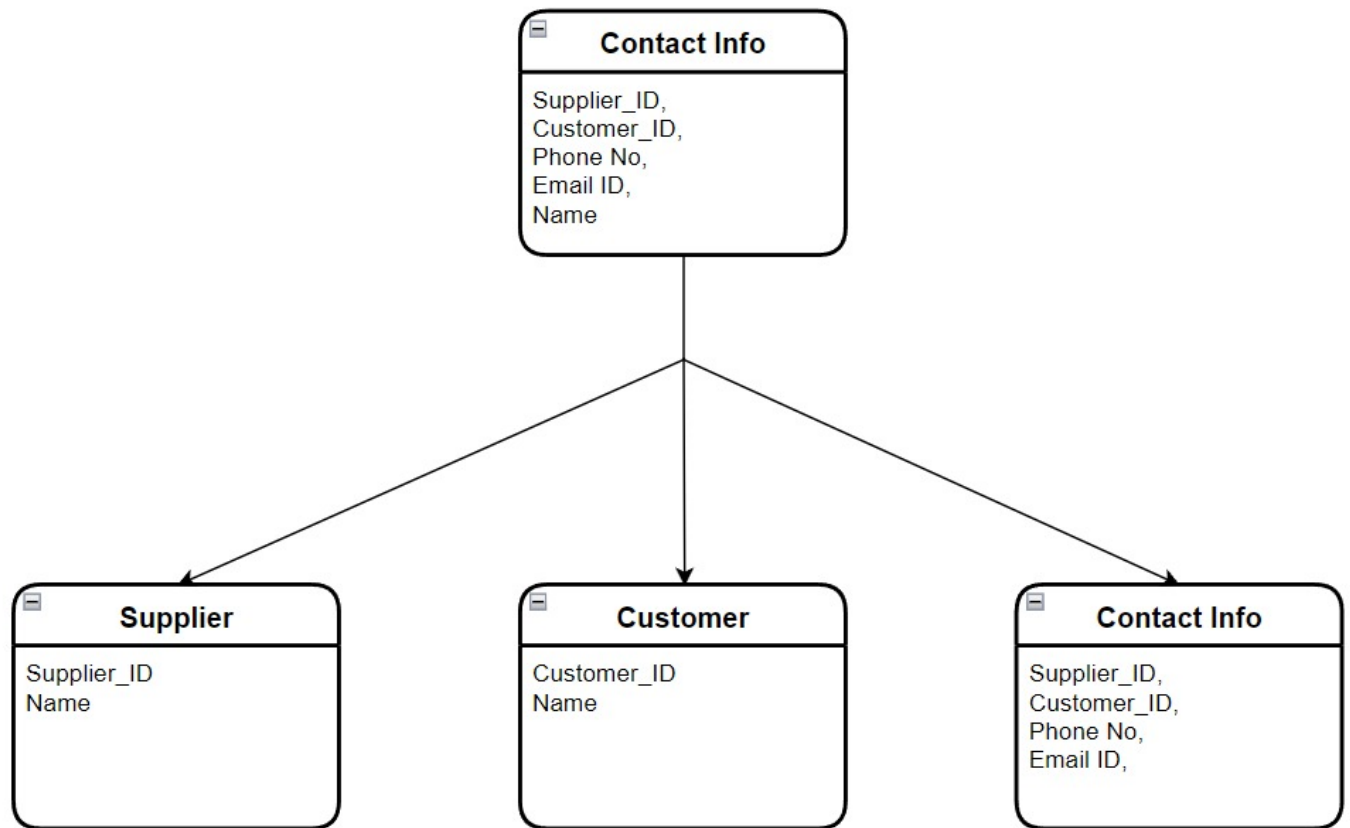 Contact Info
Supplier_ID,
Customer_ID,
Phone No,
Email ID,
Name
Supplier
Supplier_ID
Name
Customer
Customer_ID
Name
Contact Info
Supplier_ID,
Customer_ID,
Phone No,
Email ID,